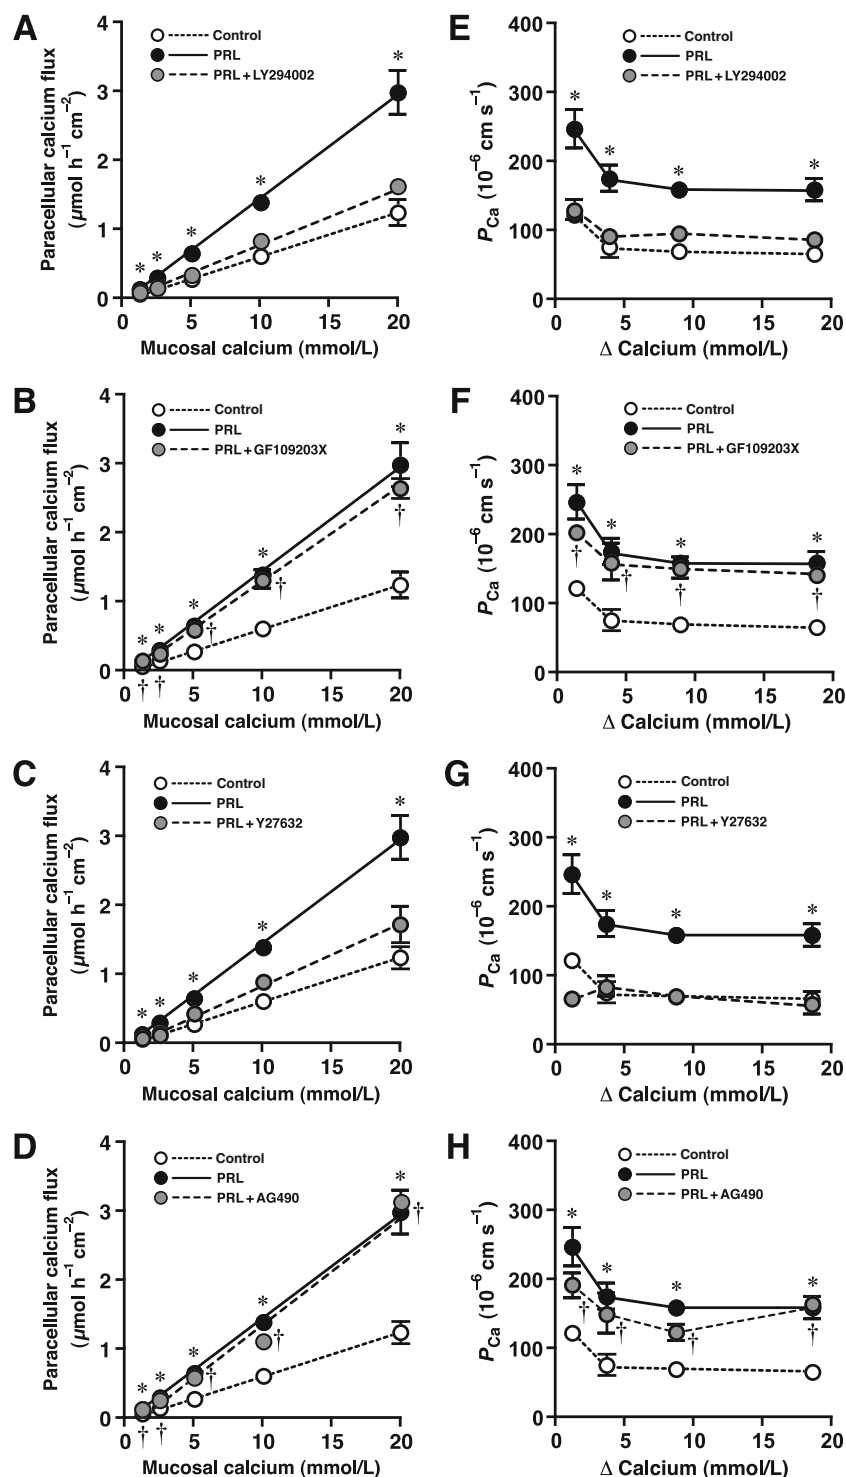 A
Paracellular calcium flux
(µmol h⁻¹ cm⁻²)
Control
PRL
PRL + LY294002
4
3
2
1
0
* * * * * *
0 5 10 15 20
Mucosal calcium (mmol/L)
E
P_Ca (10⁻⁶ cm s⁻¹)
Control
PRL
PRL + LY294002
400
300
200
100
0
* * * *
0 5 10 15 20
Δ Calcium (mmol/L)
B
Paracellular calcium flux
(µmol h⁻¹ cm⁻²)
Control
PRL
PRL + GF109203X
4
3
2
1
0
* * * * *
† † † † †
0 5 10 15 20
Mucosal calcium (mmol/L)
F
P_Ca (10⁻⁶ cm s⁻¹)
Control
PRL
PRL + GF109203X
400
300
200
100
0
* * * *
† † † †
0 5 10 15 20
Δ Calcium (mmol/L)
C
Paracellular calcium flux
(µmol h⁻¹ cm⁻²)
Control
PRL
PRL + Y27632
4
3
2
1
0
* * * * *
0 5 10 15 20
Mucosal calcium (mmol/L)
G
P_Ca (10⁻⁶ cm s⁻¹)
Control
PRL
PRL + Y27632
400
300
200
100
0
* * * *
0 5 10 15 20
Δ Calcium (mmol/L)
D
Paracellular calcium flux
(µmol h⁻¹ cm⁻²)
Control
PRL
PRL + AG490
4
3
2
1
0
* * * * *
† † † † †
0 5 10 15 20
Mucosal calcium (mmol/L)
H
P_Ca (10⁻⁶ cm s⁻¹)
Control
PRL
PRL + AG490
400
300
200
100
0
* * * *
† † † †
0 5 10 15 20
Δ Calcium (mmol/L)